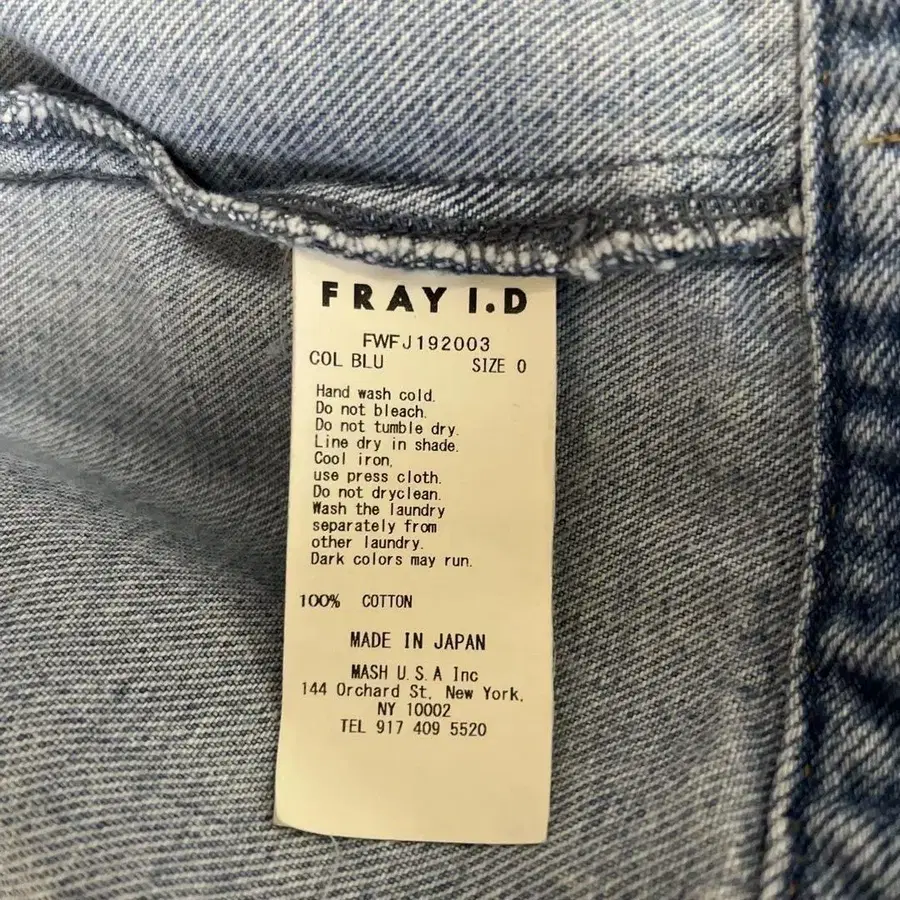 FRAY I.D
FWFJ192003
COL BLU SIZE 0
Hand wash cold.
Do not bleach.
Do not tumble dry.
Line dry in shade.
Cool iron,
use press cloth.
Do not dryclean.
Wash the laundry
separately from
other laundry.
Dark colors may run.
100% COTTON
MADE IN JAPAN
MASH U.S.A Inc
144 Orchard St, New York,
NY 10002
TEL 917 409 5520